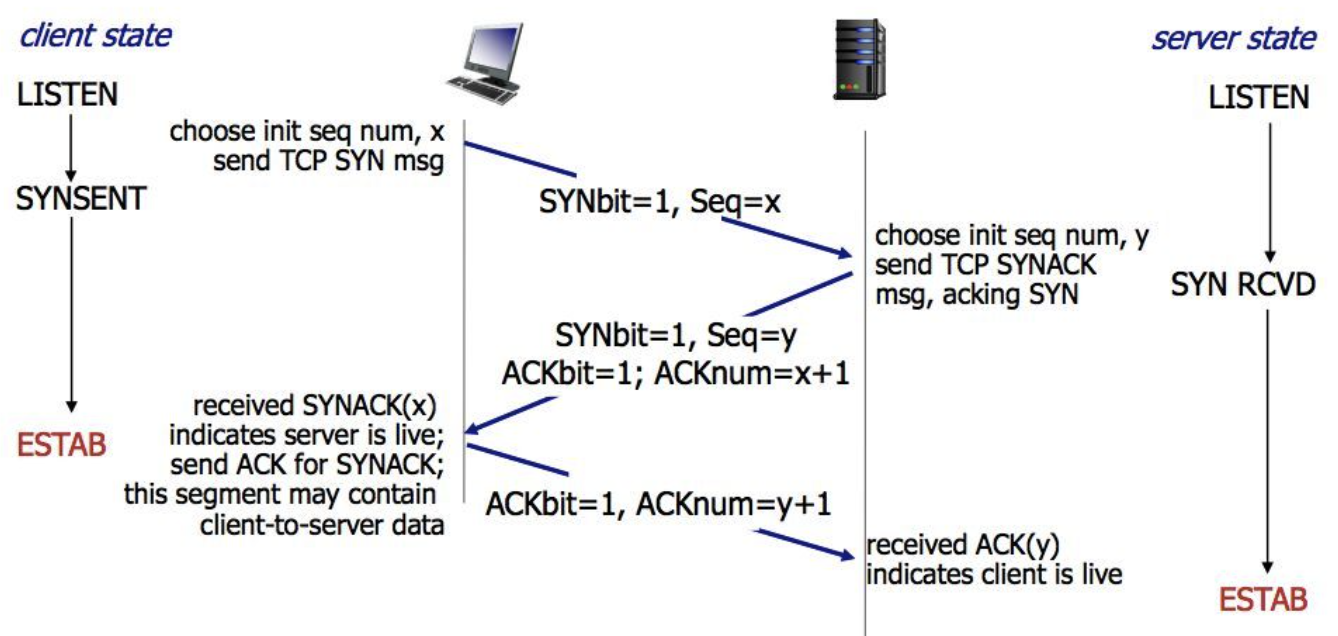 client state
server state
LISTEN
LISTEN
choose init seq num, x
send TCP SYN msg
SYNSENT
SYNbit=1, Seq=x
choose init seq num, y
send TCP SYNACK
msg, acking SYN
SYN RCVD
SYNbit=1, Seq=y
ACKbit=1; ACKnum=x+1
received SYNACK(x)
indicates server is live;
send ACK for SYNACK;
this segment may contain
client-to-server data
ESTAB
ACKbit=1, ACKnum=y+1
received ACK(y)
indicates client is live
ESTAB